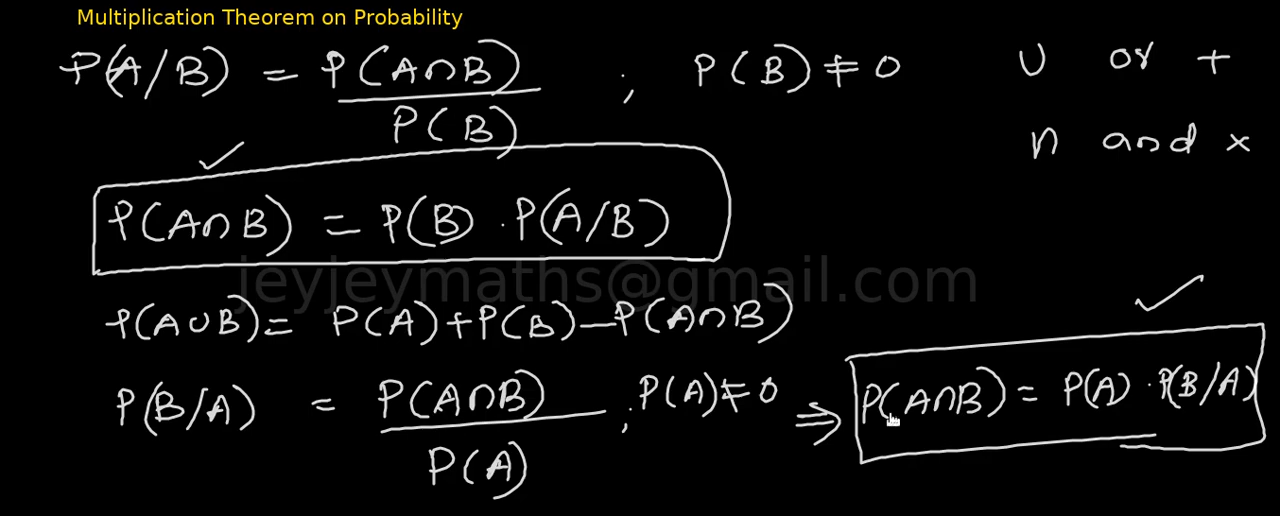 Multiplication Theorem on Probability
P(A/B) = P(A∩B) / P(B) ; P(B) ≠ 0
∪ or +
∩ and ×
P(A∩B) = P(B) · P(A/B)
jeyjeymaths@gmail.com
P(A∪B) = P(A)+P(B)−P(A∩B)
P(B/A) = P(A∩B) / P(A) ; P(A) ≠ 0 ⇒ P(A∩B) = P(A) · P(B/A)